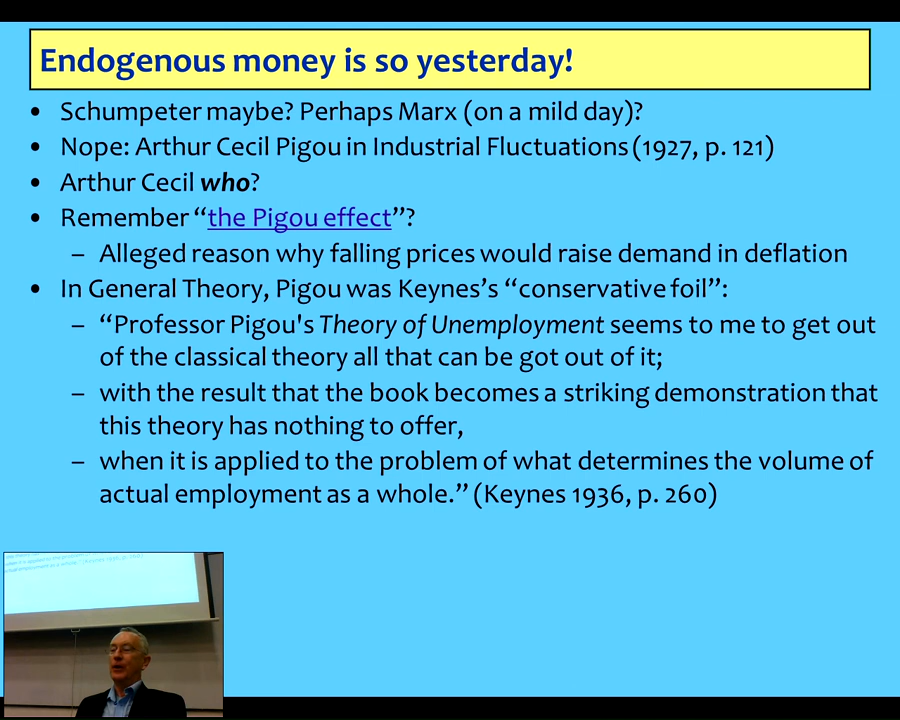 Endogenous money is so yesterday!
• Schumpeter maybe? Perhaps Marx (on a mild day)?
• Nope: Arthur Cecil Pigou in Industrial Fluctuations (1927, p. 121)
• Arthur Cecil who?
• Remember “the Pigou effect”?
– Alleged reason why falling prices would raise demand in deflation
• In General Theory, Pigou was Keynes’s “conservative foil”:
– “Professor Pigou's Theory of Unemployment seems to me to get out
of the classical theory all that can be got out of it;
– with the result that the book becomes a striking demonstration that
this theory has nothing to offer,
– when it is applied to the problem of what determines the volume of
actual employment as a whole.” (Keynes 1936, p. 260)